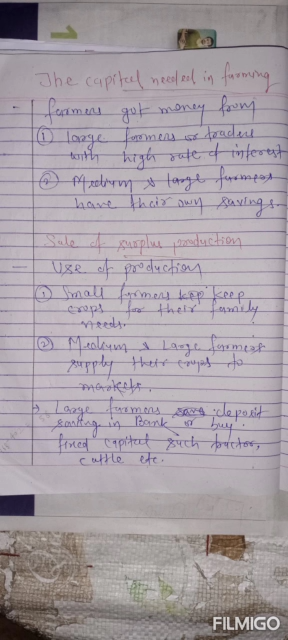 1
The capital needed in farming
- farmers got money from
① Large farmers or traders
with high rate of interest
② Medium & large farmers
have their own savings.
Sale of surplus production
- Use of production
① Small farmers keep
crops for their family
needs.
② Medium & Large farmers
supply their crops to
markets.
→ Large farmers deposit
saving in Bank or buy
fixed capital such tractor,
cattle etc.
FILMIGO